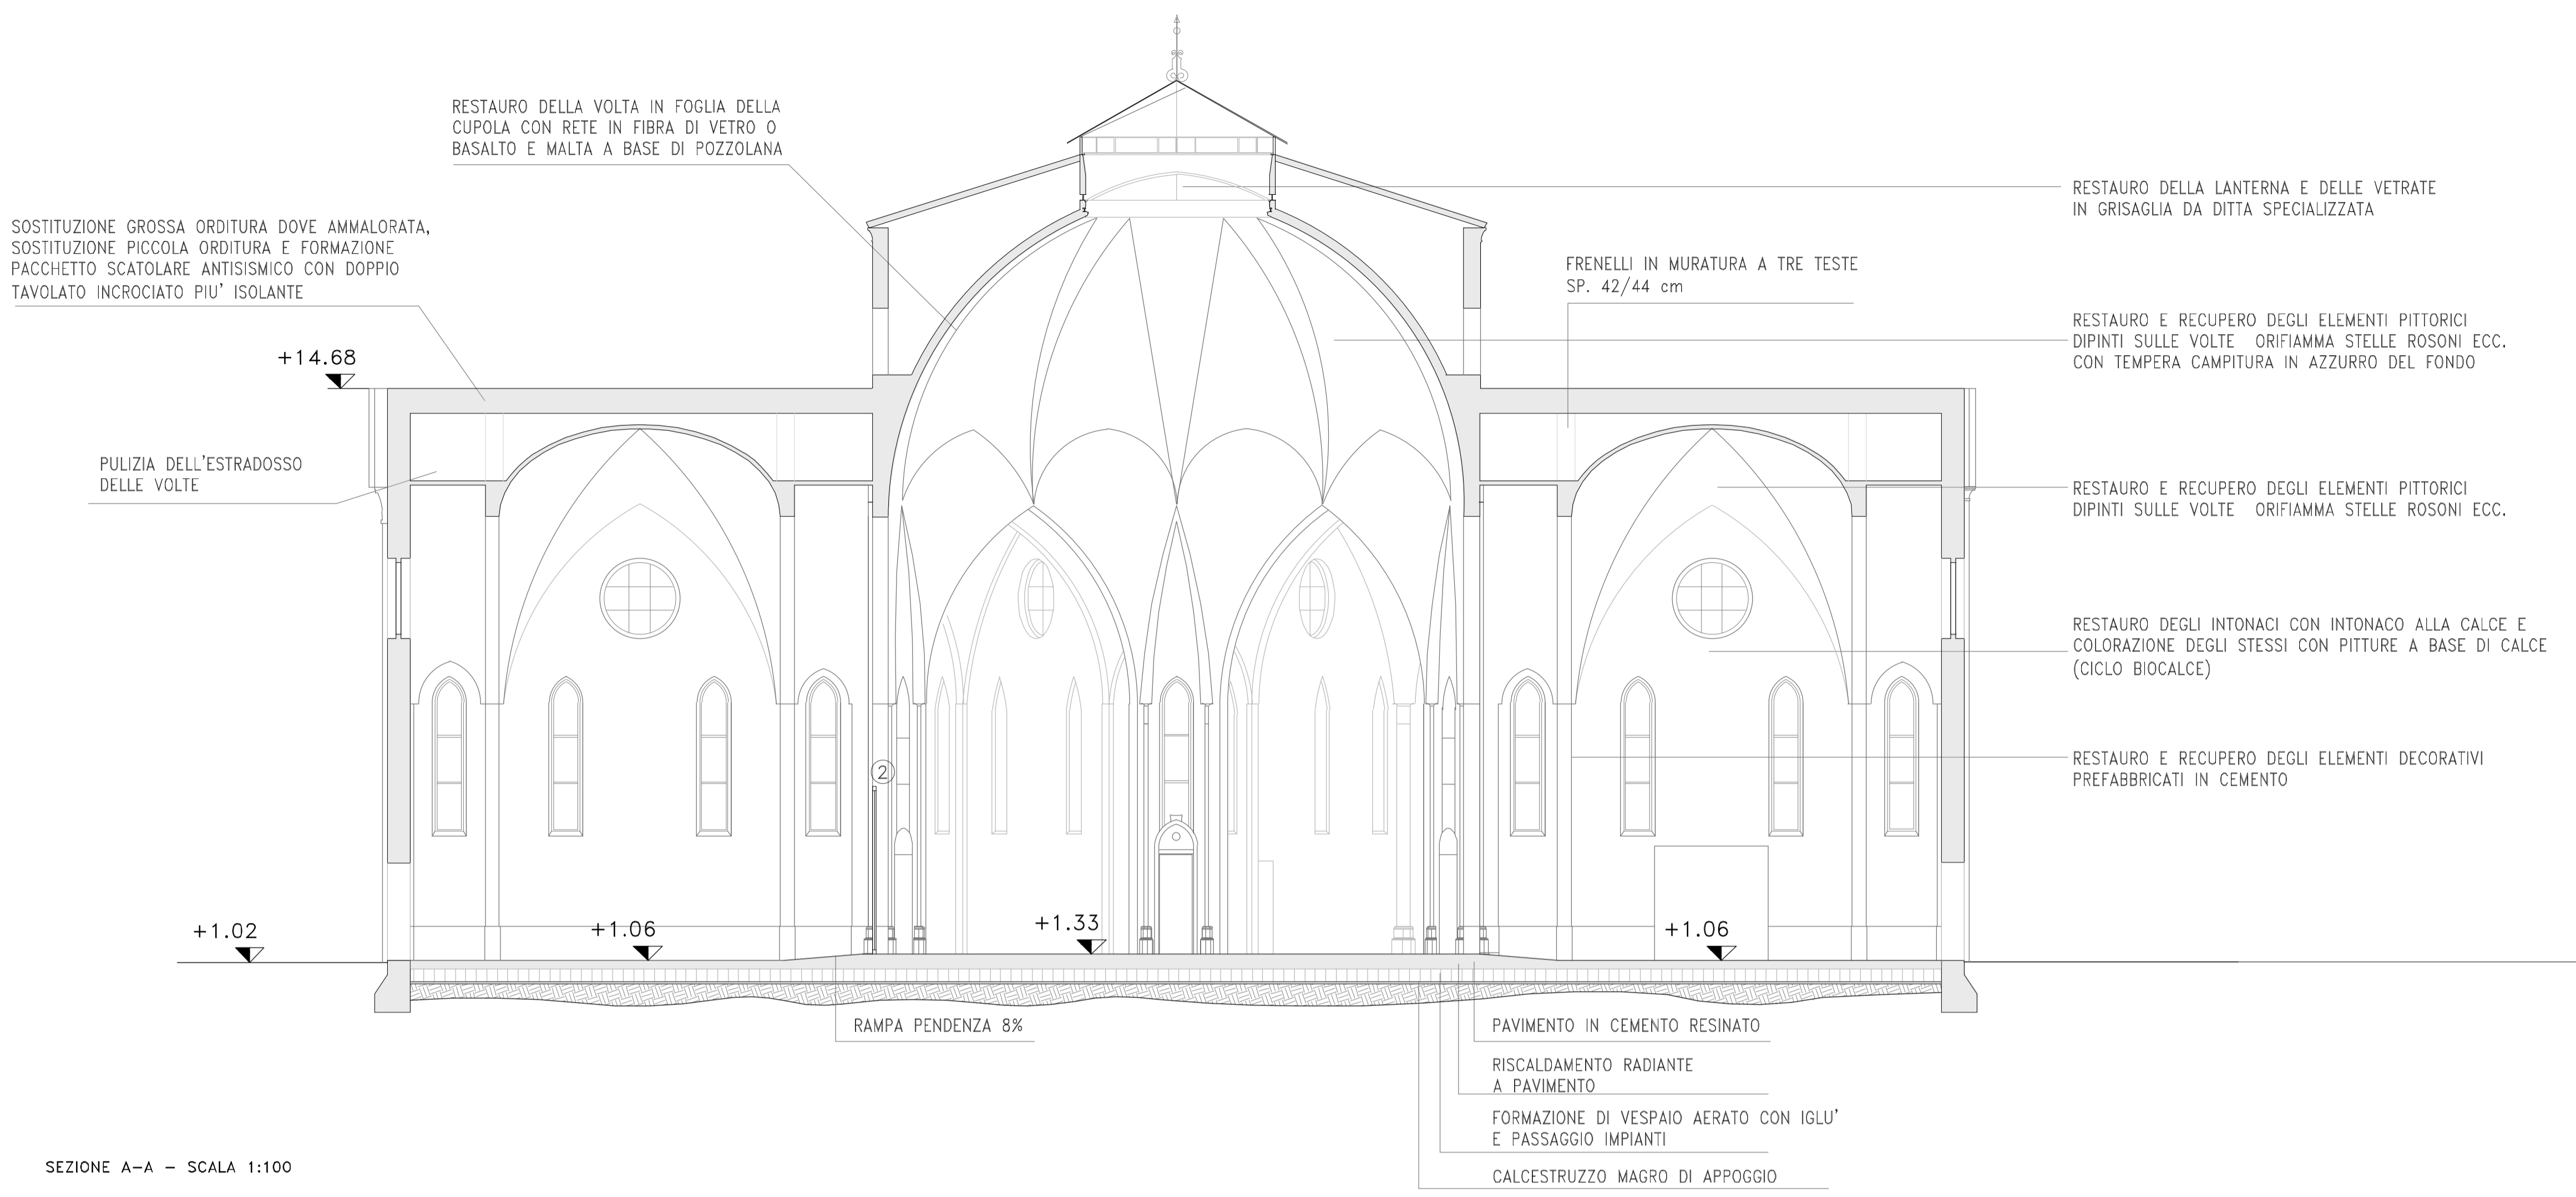 RESTAURO DELLA VOLTA IN FOGLIA DELLA
CUPOLA CON RETE IN FIBRA DI VETRO O
BASALTO E MALTA A BASE DI POZZOLANA
RESTAURO DELLA LANTERNA E DELLE VETRATE
IN GRISAGLIA DA DITTA SPECIALIZZATA
SOSTITUZIONE GROSSA ORDITURA DOVE AMMALORATA,
SOSTITUZIONE PICCOLA ORDITURA E FORMAZIONE
PACCHETTO SCATOLARE ANTISISMICO CON DOPPIO
TAVOLATO INCROCIATO PIU' ISOLANTE
FRENELLI IN MURATURA A TRE TESTE
SP. 42/44 cm
RESTAURO E RECUPERO DEGLI ELEMENTI PITTORICI
DIPINTI SULLE VOLTE ORIFIAMMA STELLE ROSONI ECC.
CON TEMPERA CAMPITURA IN AZZURRO DEL FONDO
+14.68
PULIZIA DELL'ESTRADOSSO
DELLE VOLTE
RESTAURO E RECUPERO DEGLI ELEMENTI PITTORICI
DIPINTI SULLE VOLTE ORIFIAMMA STELLE ROSONI ECC.
RESTAURO DEGLI INTONACI CON INTONACO ALLA CALCE E
COLORAZIONE DEGLI STESSI CON PITTURE A BASE DI CALCE
(CICLO BIOCALCE)
RESTAURO E RECUPERO DEGLI ELEMENTI DECORATIVI
PREFABBRICATI IN CEMENTO
2
+1.02
+1.06
+1.33
+1.06
RAMPA PENDENZA 8%
PAVIMENTO IN CEMENTO RESINATO
RISCALDAMENTO RADIANTE
A PAVIMENTO
FORMAZIONE DI VESPAIO AERATO CON IGLU'
E PASSAGGIO IMPIANTI
CALCESTRUZZO MAGRO DI APPOGGIO
SEZIONE A-A - SCALA 1:100